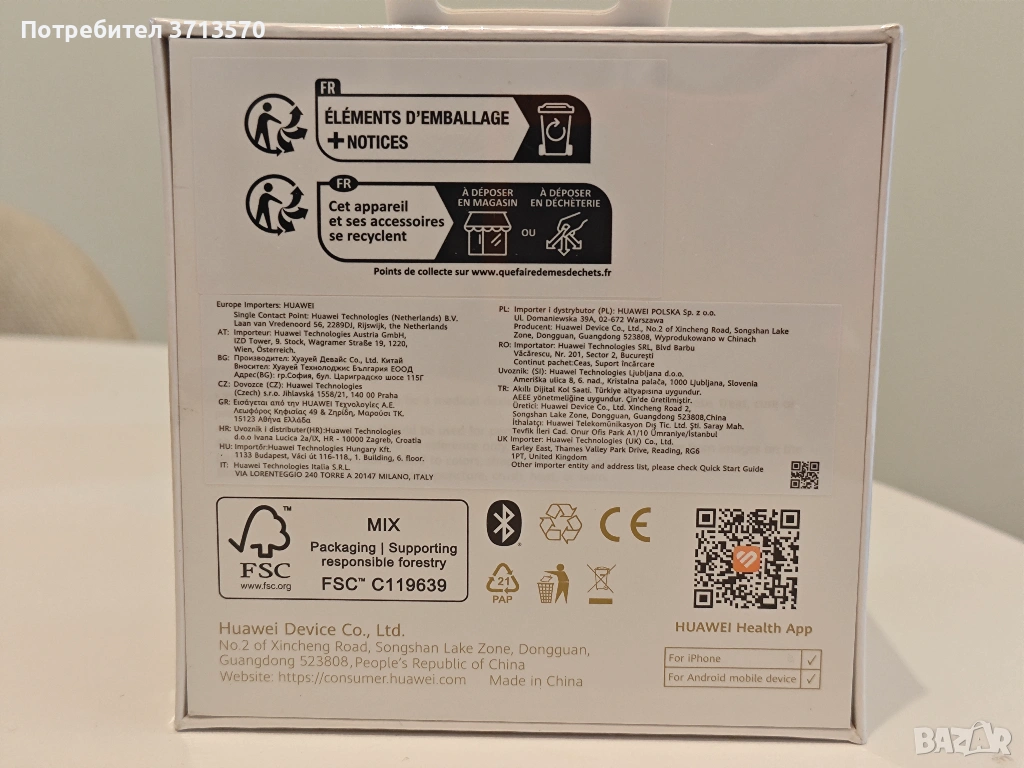 Потребител 3713570
FR
ÉLÉMENTS D'EMBALLAGE
+NOTICES
FR
Cet appareil
et ses accessoires
se recyclent
À DÉPOSER
EN MAGASIN
OU
À DÉPOSER
EN DÉCHÈTERIE
Points de collecte sur www.quefairedemesdechets.fr
Europe Importers: HUAWEI
Single Contact Point: Huawei Technologies (Netherlands) B.V.
Laan van Vredenoord 56, 2289DJ, Rijswijk, the Netherlands
AT: Importeur: Huawei Technologies Austria GmbH,
IZD Tower, 9. Stock, Wagramer Straße 19, 1220,
Wien, Österreich.
BG: Производител: Хуауей Девайс Со., Ltd. Китай
Вносител: Хуауей Технолоджис България ЕООД
Адрес(BG): гр.София, бул. Цариградско шосе 115Г
CZ: Dovozce (CZ): Huawei Technologies
(Czech) s.r.o. Jihlavská 1558/21, 140 00 Praha
GR: Εισάγεται από την HUAWEI Τεχνολογίες Α.Ε.
Λεωφόρος Κηφισίας 49 & Ζηρίδη, Μαρούσι ΤΚ.
15123 Αθήνα Ελλάδα
HR: Uvoznik i distributer(HR):Huawei Technologies
d.o.o Ivana Lucica 2a/IX, HR - 10000 Zagreb, Croatia
HU: Importőr:Huawei Technologies Hungary Kft.
1133 Budapest, Váci út 116-118., 1. Building, 6. floor.
IT: Huawei Technologies Italia S.R.L.
VIA LORENTEGGIO 240 TORRE A 20147 MILANO, ITALY
PL: Importer i dystrybutor (PL): HUAWEI POLSKA Sp. z o.o.
Ul. Domaniewska 39A, 02-672 Warszawa
Producent: Huawei Device Co., Ltd., No.2 of Xincheng Road, Songshan Lake
Zone, Dongguan, Guangdong 523808, Wyprodukowano w Chinach
RO: Importator: Huawei Technologies SRL, Blvd Barbu
Văcărescu, Nr. 201, Sector 2, București
Continut pachet:Ceas, Suport încărcare
Uvoznik: (SI): Huawei Technologies Ljubljana d.o.o.
Ameriška ulica 8, 6. nad., Kristalna palača, 1000 Ljubljana, Slovenia
TR: Akıllı Dijital Kol Saati. Türkiye altyapısına uygundur.
AEEE yönetmeliğine uygundur. Çin'de üretilmiştir.
Üretici: Huawei Device Co., Ltd. Xincheng Road 2,
Songshan Lake Zone, Dongguan, Guangdong 523808,China
İthalatçı: Huawei Telekomünikasyon Dış Tic. Ltd. Şti. Saray Mah.
Tevfik İleri Cad. Onur Ofis Park A1/10 Ümraniye/İstanbul
UK Importer: Huawei Technologies (UK) Co., Ltd.
Earley East, Thames Valley Park Drive, Reading, RG6
1PT, United Kingdom
Other importer entity and address list, please check Quick Start Guide
FSC
www.fsc.org
MIX
Packaging | Supporting
responsible forestry
FSC™ C119639
CE
21
PAP
HUAWEI Health App
For iPhone
For Android mobile device
Huawei Device Co., Ltd.
No.2 of Xincheng Road, Songshan Lake Zone, Dongguan,
Guangdong 523808, People's Republic of China
Website: https://consumer.huawei.com Made in China
BAZAR